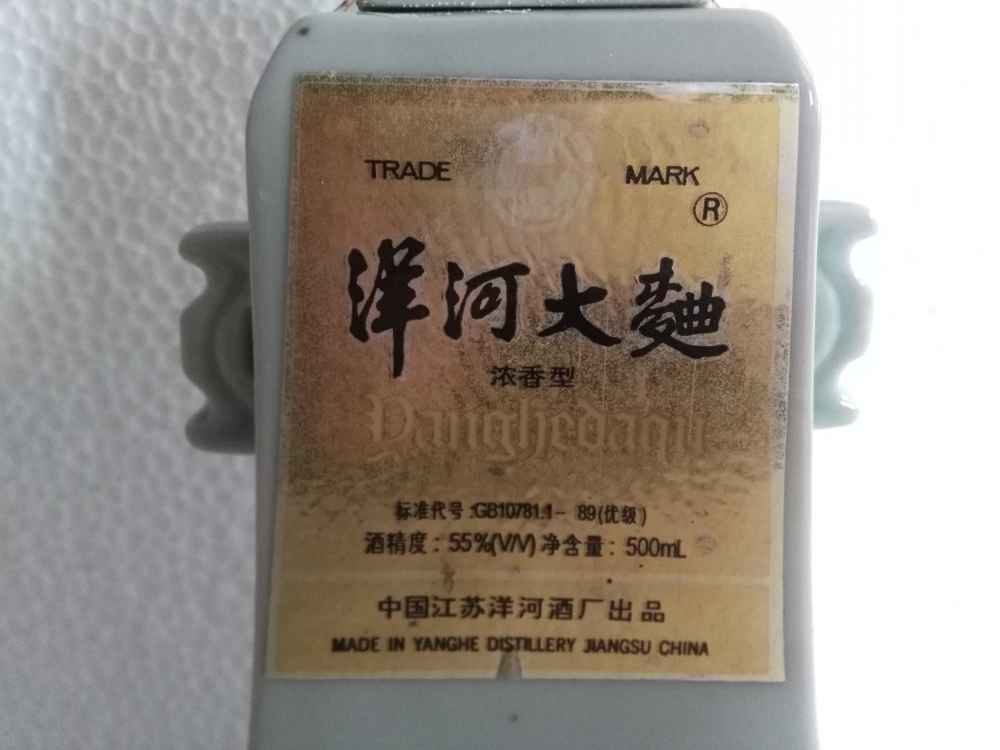 TRADE MARK
®
洋河大麯
浓香型
Yanghedaqu
标准代号:GB10781.1-89(优级)
酒精度:55%(V/V) 净含量:500mL
中国江苏洋河酒厂出品
MADE IN YANGHE DISTILLERY JIANGSU CHINA